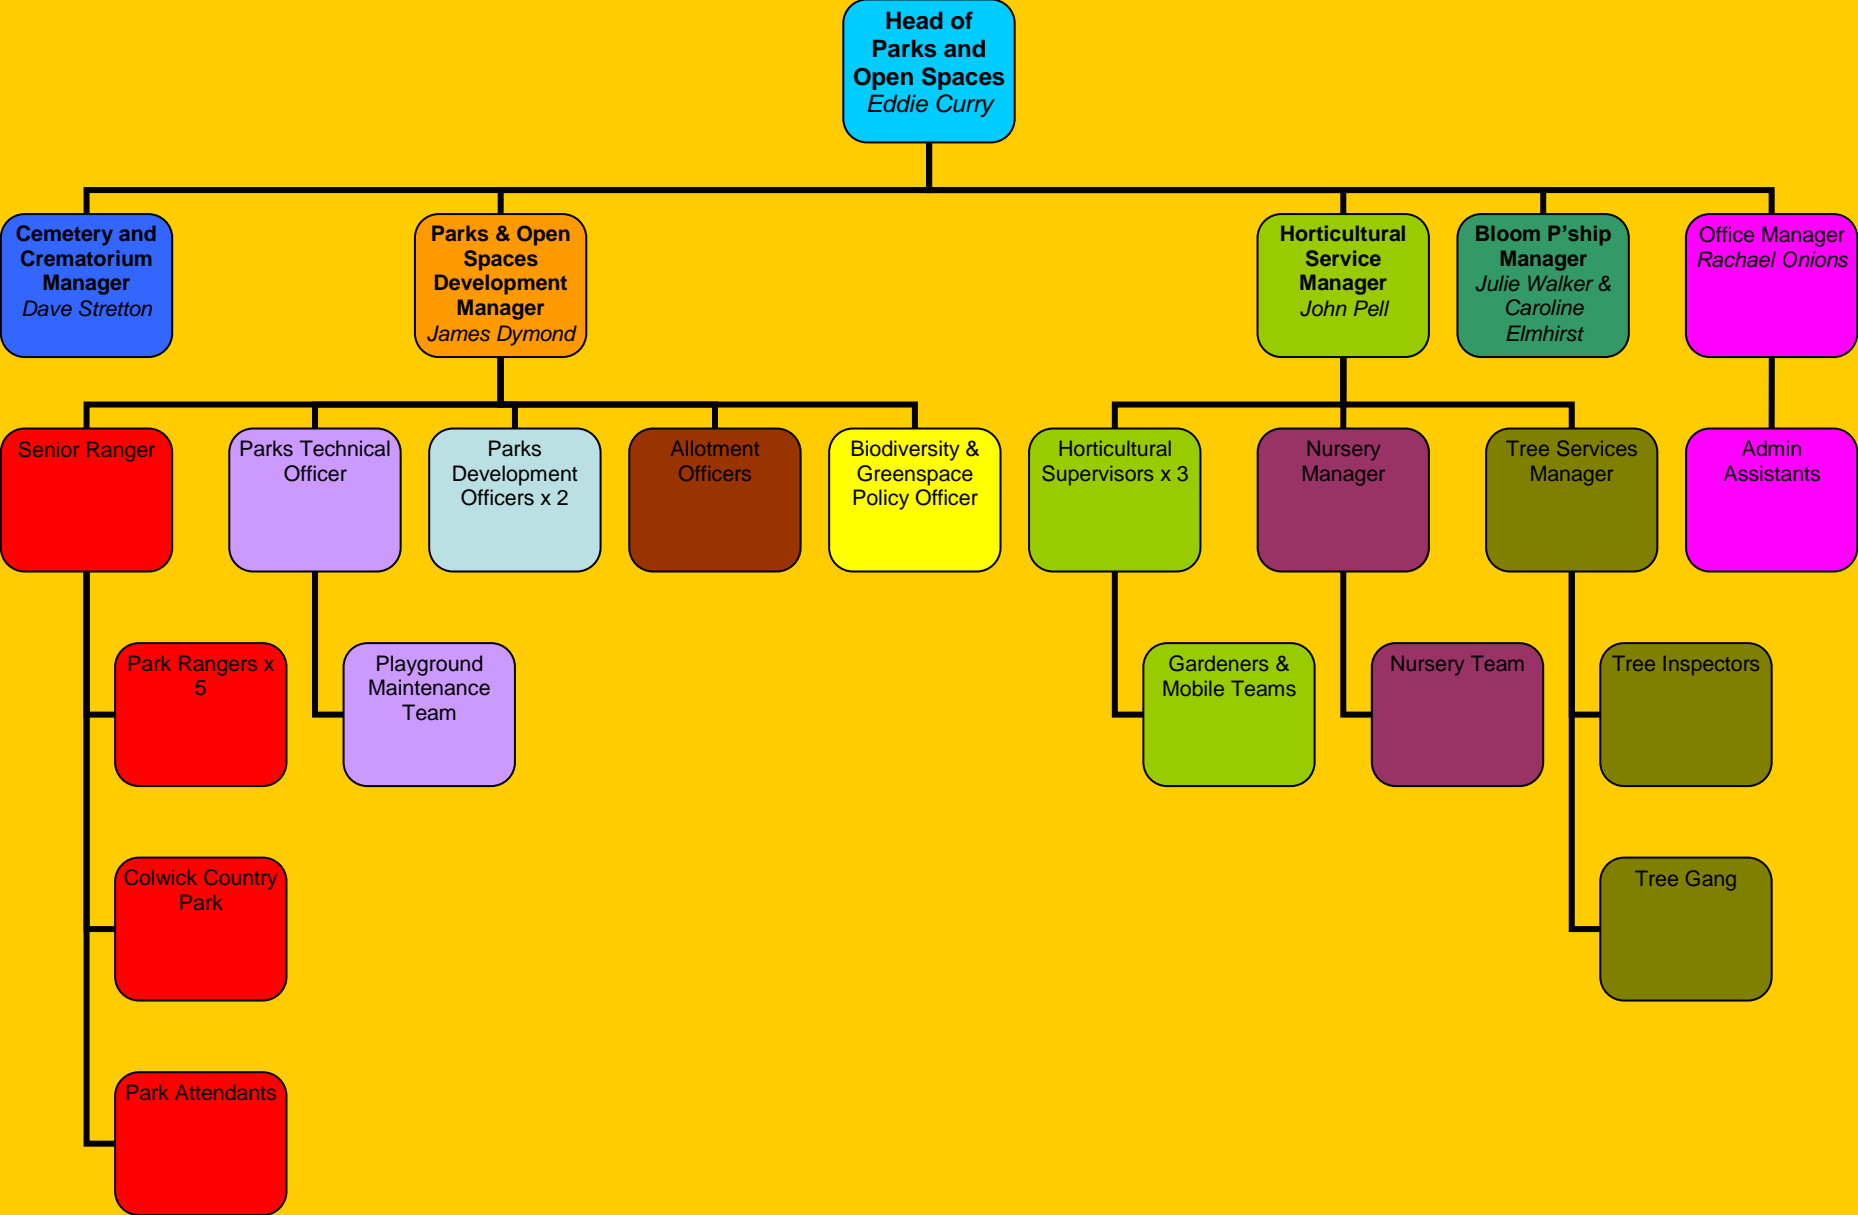 Head of
Parks and
Open Spaces
Eddie Curry
Cemetery and
Crematorium
Manager
Dave Stretton
Parks & Open
Spaces
Development
Manager
James Dymond
Horticultural
Service
Manager
John Pell
Bloom P’ship
Manager
Julie Walker &
Caroline
Elmhirst
Office Manager
Rachael Onions
Senior Ranger
Parks Technical
Officer
Parks
Development
Officers x 2
Allotment
Officers
Biodiversity &
Greenspace
Policy Officer
Horticultural
Supervisors x 3
Nursery
Manager
Tree Services
Manager
Admin
Assistants
Park Rangers x
5
Playground
Maintenance
Team
Gardeners &
Mobile Teams
Nursery Team
Tree Inspectors
Colwick Country
Park
Tree Gang
Park Attendants